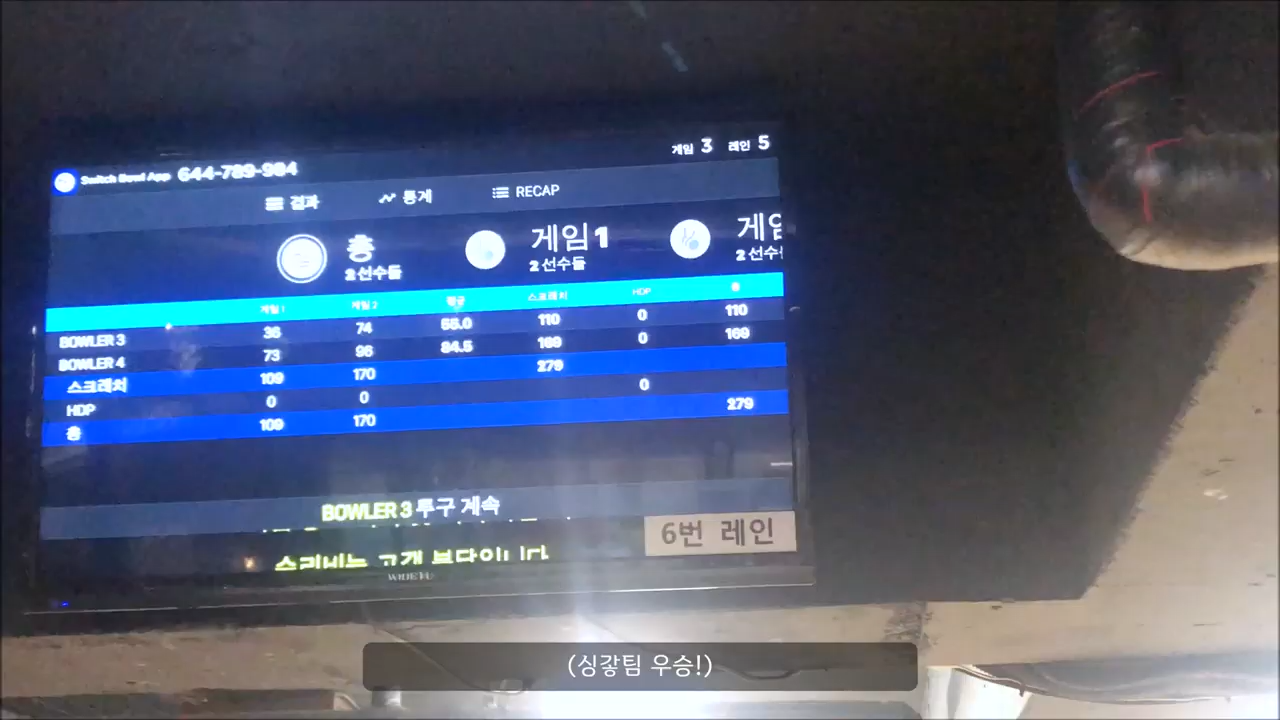 게임 3 레인 5
Switch Bowl App 644-789-984
결과 통계 RECAP
총 게임1
2 선수들 2 선수들 2 선수들
게임 1 게임 2 평균 스크래치 HDP 총
BOWLER 3 36 74 55.0 110 0 110
BOWLER 4 73 96 84.5 169 0 169
스크래치 109 170 279
HDP 0 0 0
총 109 170 279
BOWLER 3 투구 계속
6번 레인
WIDETV
(싱갛팀 우승!)